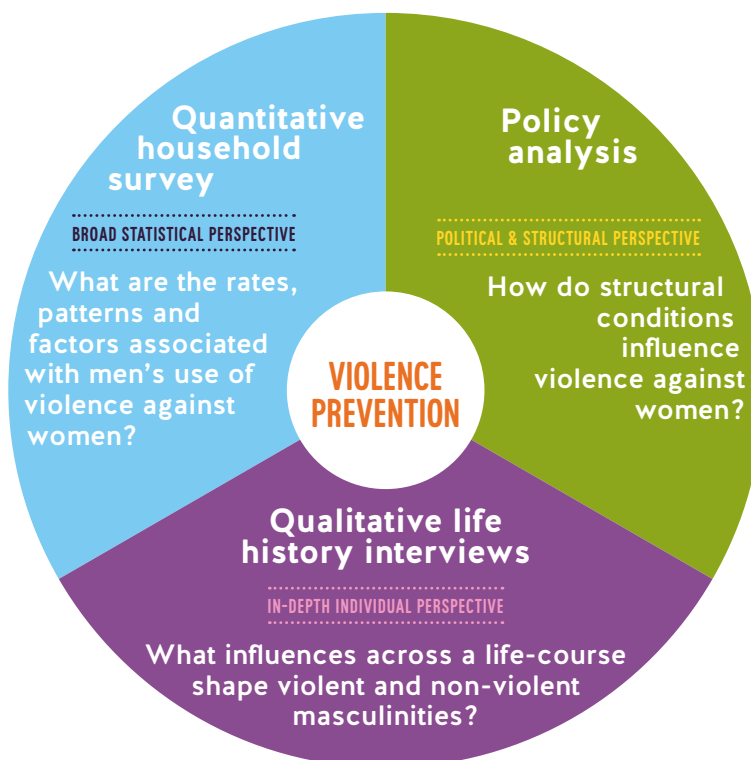 Quantitative
household
survey
BROAD STATISTICAL PERSPECTIVE
What are the rates,
patterns and
factors associated
with men’s use of
violence against
women?
Policy
analysis
POLITICAL & STRUCTURAL PERSPECTIVE
How do structural
conditions
influence
violence against
women?
VIOLENCE
PREVENTION
Qualitative life
history interviews
IN-DEPTH INDIVIDUAL PERSPECTIVE
What influences across a life-course
shape violent and non-violent
masculinities?